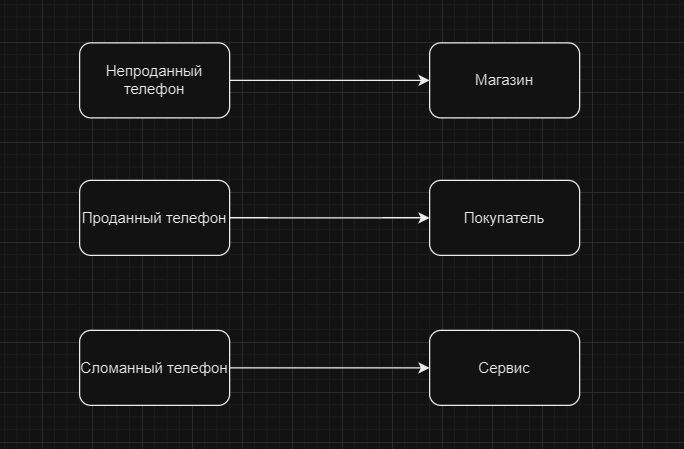 Непроданный
телефон
Магазин
Проданный телефон
Покупатель
Сломанный телефон
Сервис